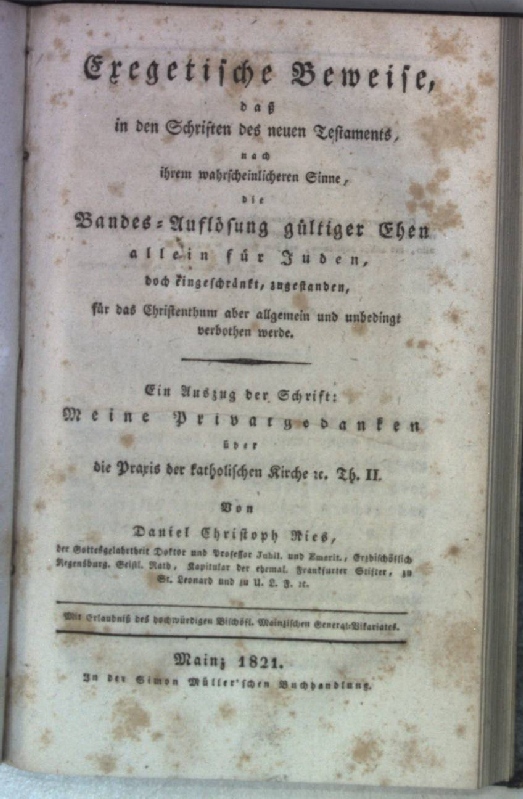 Exegetische Beweise,
daß
in den Schriften des neuen Testaments,
nach
ihrem wahrscheinlicheren Sinne,
die
Bandes-Auflösung gültiger Ehen
allein für Juden,
doch eingeschränkt, zugestanden,
für das Christenthum aber allgemein und unbedingt
verbothen werde.
Ein Auszug der Schrift:
Meine Privatgedanken
über
die Praxis der katholischen Kirche ꝛc. Th. II.
Von
Daniel Christoph Ries,
der Gottesgelahrtheit Doktor und Professor Jubil. und Emerit., Erzbischöflich
Regensburg. Geistl. Rath, Kapitular der ehemal. Frankfurter Stifter, zu
St. Leonard und zu U. L. F. ꝛc.
Mit Erlaubniß des hochwürdigen Bischöfl. Mainzischen General-Vikariates.
Mainz 1821.
In der Simon Müller'schen Buchhandlung.